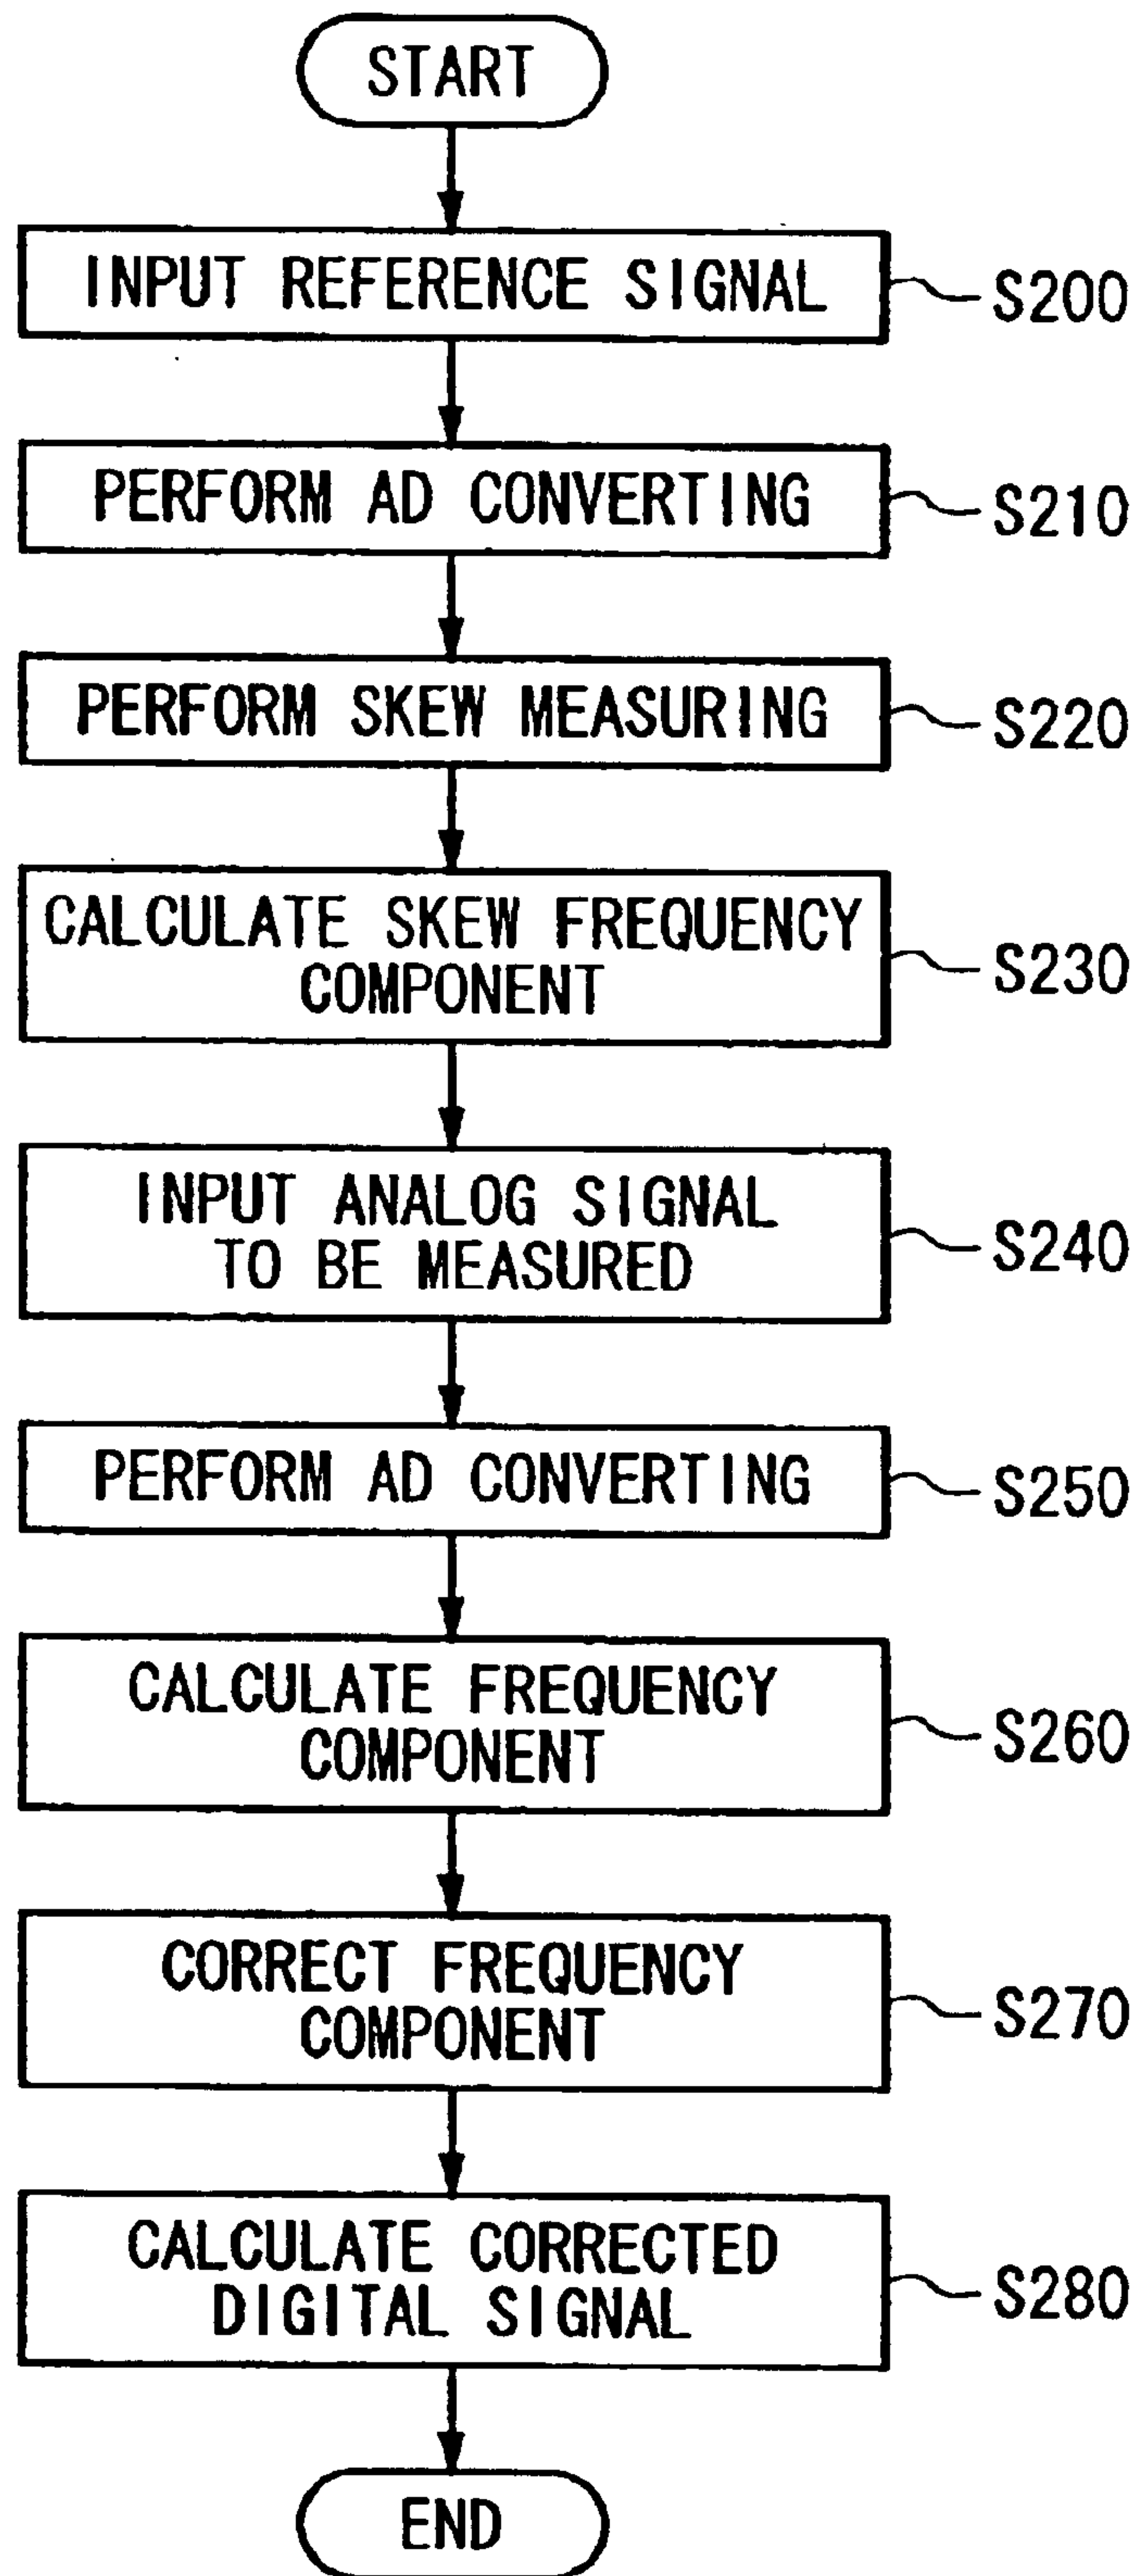 START
INPUT REFERENCE SIGNAL
S200
PERFORM AD CONVERTING
S210
PERFORM SKEW MEASURING
S220
CALCULATE SKEW FREQUENCY
COMPONENT
S230
INPUT ANALOG SIGNAL
TO BE MEASURED
S240
PERFORM AD CONVERTING
S250
CALCULATE FREQUENCY
COMPONENT
S260
CORRECT FREQUENCY
COMPONENT
S270
CALCULATE CORRECTED
DIGITAL SIGNAL
S280
END